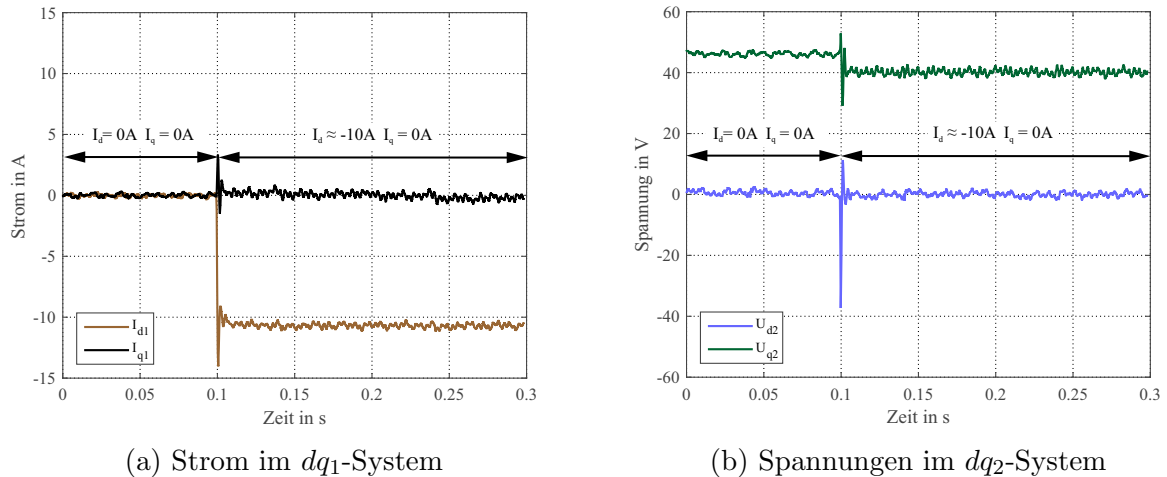 15
10
5
0
-5
-10
-15
Strom in A
I_d= 0A I_q = 0A
I_d ≈ -10A I_q = 0A
I_d1
I_q1
0 0.05 0.1 0.15 0.2 0.25 0.3
Zeit in s
(a) Strom im dq_1-System
60
40
20
0
-20
-40
-60
Spannung in V
I_d= 0A I_q = 0A
I_d ≈ -10A I_q = 0A
U_d2
U_q2
0 0.05 0.1 0.15 0.2 0.25 0.3
Zeit in s
(b) Spannungen im dq_2-System